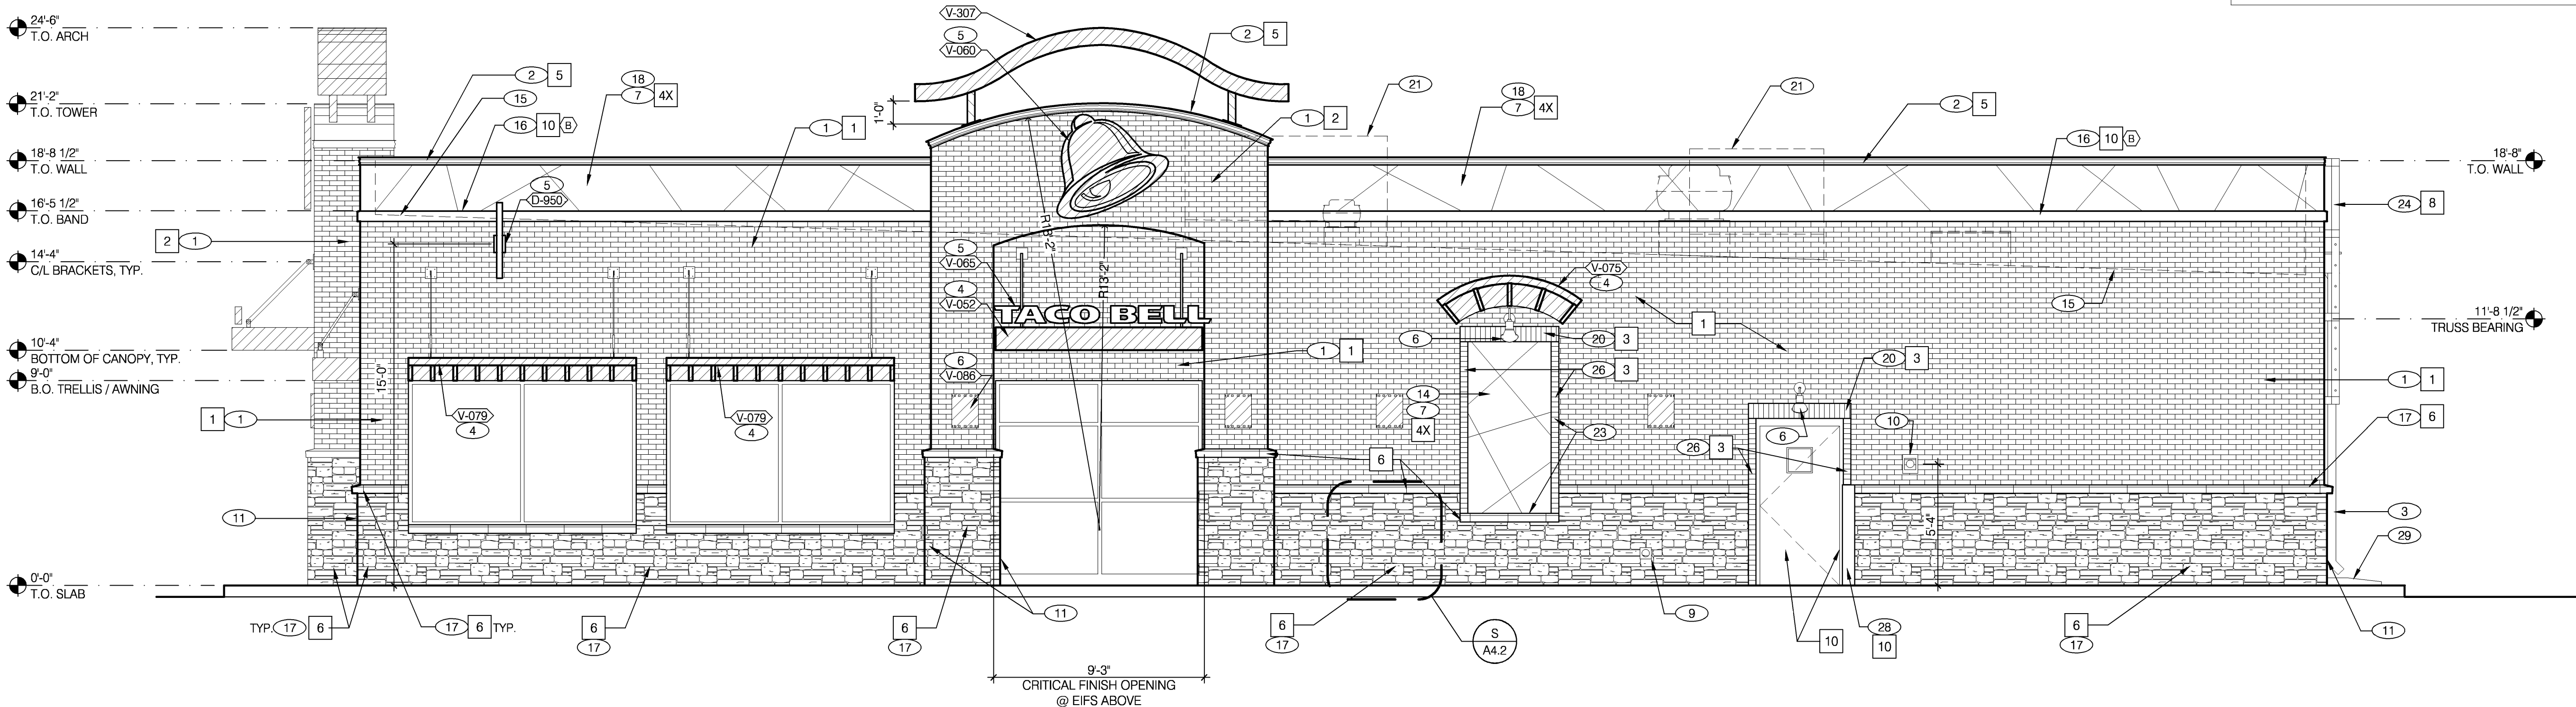 24'-6"
T.O. ARCH
21'-2"
T.O. TOWER
18'-8 1/2"
T.O. WALL
16'-5 1/2"
T.O. BAND
14'-4"
C/L BRACKETS, TYP.
10'-4"
BOTTOM OF CANOPY, TYP.
9'-0"
B.O. TRELLIS / AWNING
0'-0"
T.O. SLAB
2 5
15
16 10 B
18
7 4X
1 1
5
D-950
2 1
1 1
11
15'-0"
V-079
4
V-079
4
TYP. 17 6
17 6 TYP.
6
17
6
17
V-307
5
V-060
2 5
1'-0"
1 2
21
R13'-2"
R13'-2"
5
V-065
4
V-052
TACO BELL
6
V-086
1 1
11
9'-3"
CRITICAL FINISH OPENING
@ EIFS ABOVE
18
7 4X
21
2 5
16 10 B
V-075
4
6
20 3
26 3
14
7
4X
23
6
1
15
20 3
6
10
26 3
5'-4"
9
6
17
S
A4.2
10
28
10
6
17
18'-8"
T.O. WALL
24 8
11'-8 1/2"
TRUSS BEARING
1 1
17 6
3
29
11